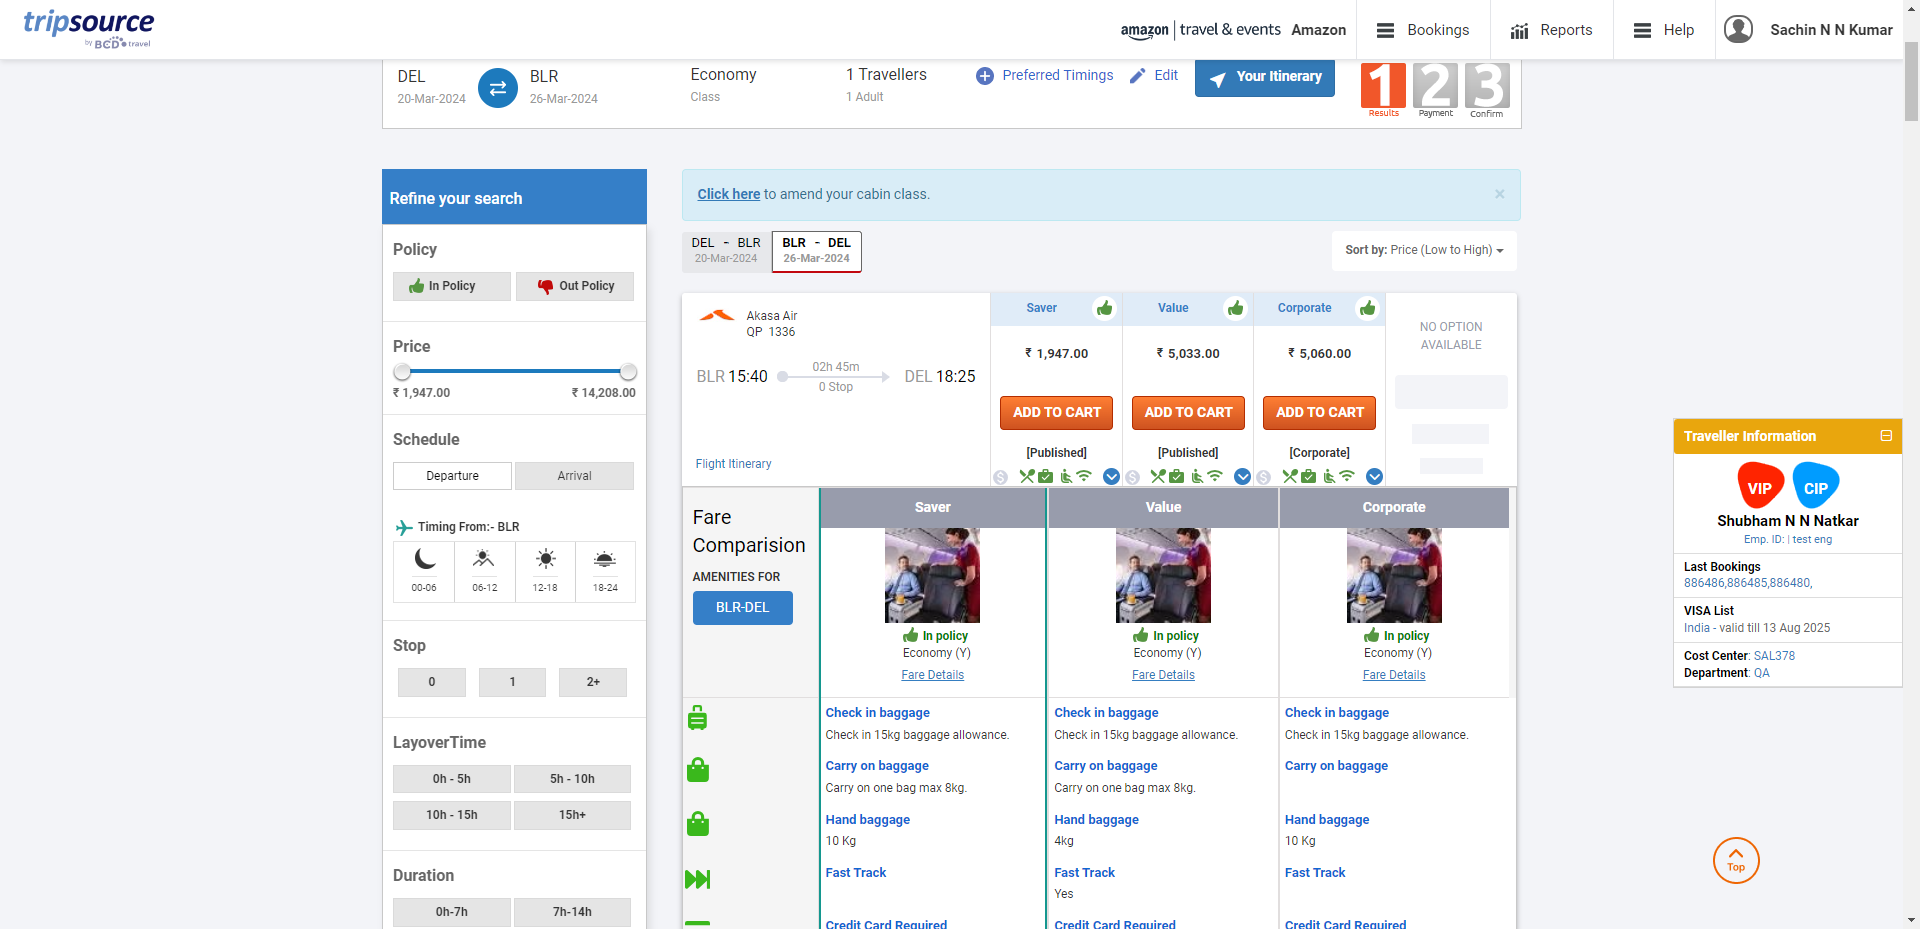 tripsource
by BCD travel
amazon | travel & events Amazon
Bookings
Reports
Help
Sachin N N Kumar
DEL
20-Mar-2024
BLR
26-Mar-2024
Economy
Class
1 Travellers
1 Adult
Preferred Timings
Edit
Your Itinerary
1
Results
2
Payment
3
Confirm
Refine your search
Policy
In Policy
Out Policy
Price
₹ 1,947.00
₹ 14,208.00
Schedule
Departure
Arrival
Timing From:- BLR
00-06
06-12
12-18
18-24
Stop
0
1
2+
LayoverTime
0h - 5h
5h - 10h
10h - 15h
15h+
Duration
0h-7h
7h-14h
Click here to amend your cabin class.
×
DEL - BLR
20-Mar-2024
BLR - DEL
26-Mar-2024
Sort by: Price (Low to High)
Akasa Air
QP 1336
BLR 15:40
02h 45m
0 Stop
DEL 18:25
Flight Itinerary
Saver
₹ 1,947.00
ADD TO CART
[Published]
Value
₹ 5,033.00
ADD TO CART
[Published]
Corporate
₹ 5,060.00
ADD TO CART
[Corporate]
NO OPTION
AVAILABLE
Fare
Comparision
AMENITIES FOR
BLR-DEL
Saver
Value
Corporate
In policy
Economy (Y)
Fare Details
In policy
Economy (Y)
Fare Details
In policy
Economy (Y)
Fare Details
Check in baggage
Check in 15kg baggage allowance.
Check in baggage
Check in 15kg baggage allowance.
Check in baggage
Check in 15kg baggage allowance.
Carry on baggage
Carry on one bag max 8kg.
Carry on baggage
Carry on one bag max 8kg.
Carry on baggage
Hand baggage
10 Kg
Hand baggage
4kg
Hand baggage
10 Kg
Fast Track
Fast Track
Yes
Fast Track
Credit Card Required
Credit Card Required
Credit Card Required
Traveller Information
VIP
CIP
Shubham N N Natkar
Emp. ID: | test eng
Last Bookings
886486,886485,886480,
VISA List
India - valid till 13 Aug 2025
Cost Center: SAL378
Department: QA
Top